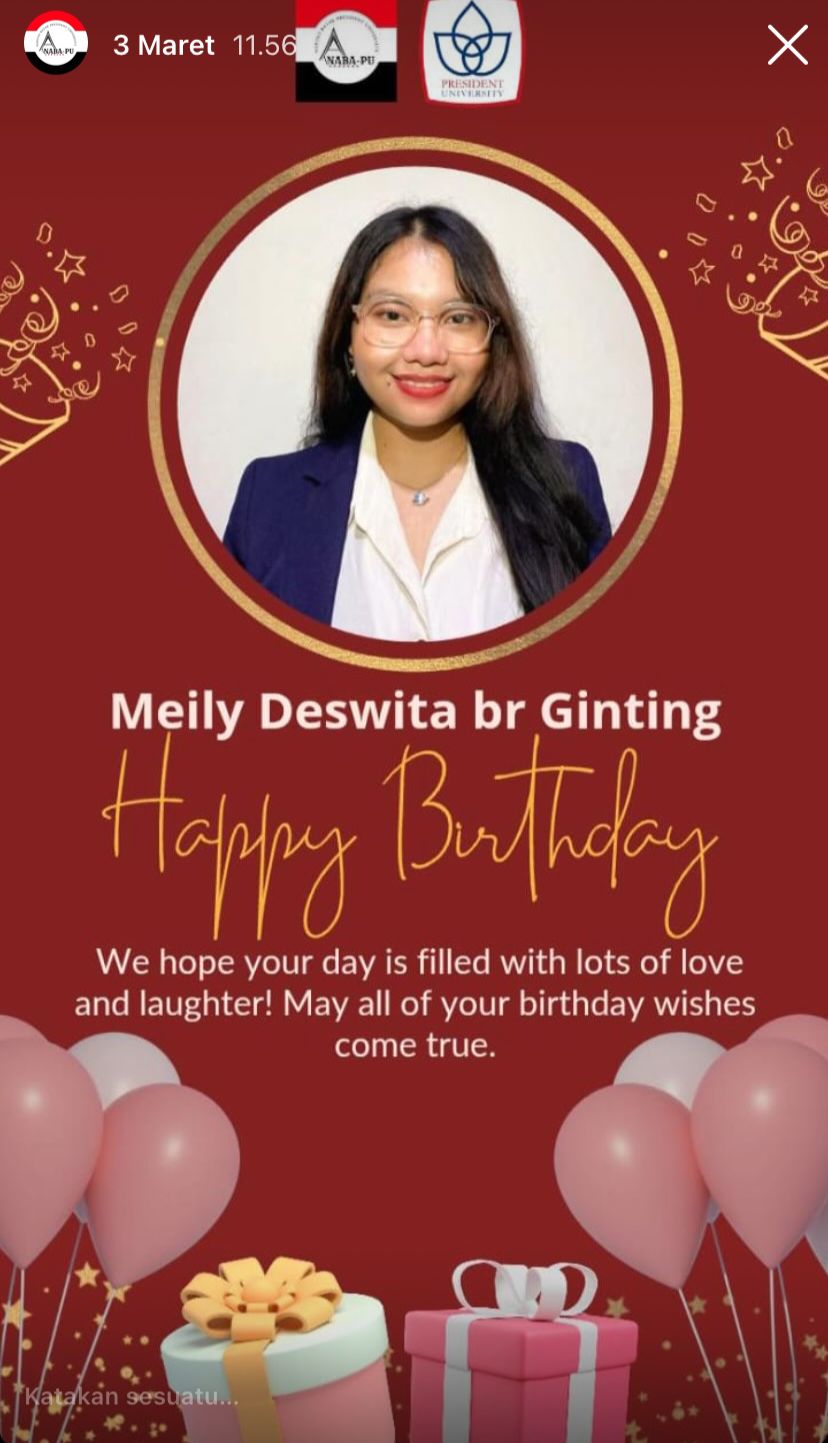 3 Maret 11.56
NABA-PU
NABA-PU
PRESIDENT
UNIVERSITY
Meily Deswita br Ginting
Happy Birthday
We hope your day is filled with lots of love
and laughter! May all of your birthday wishes
come true.
Katakan sesuatu...